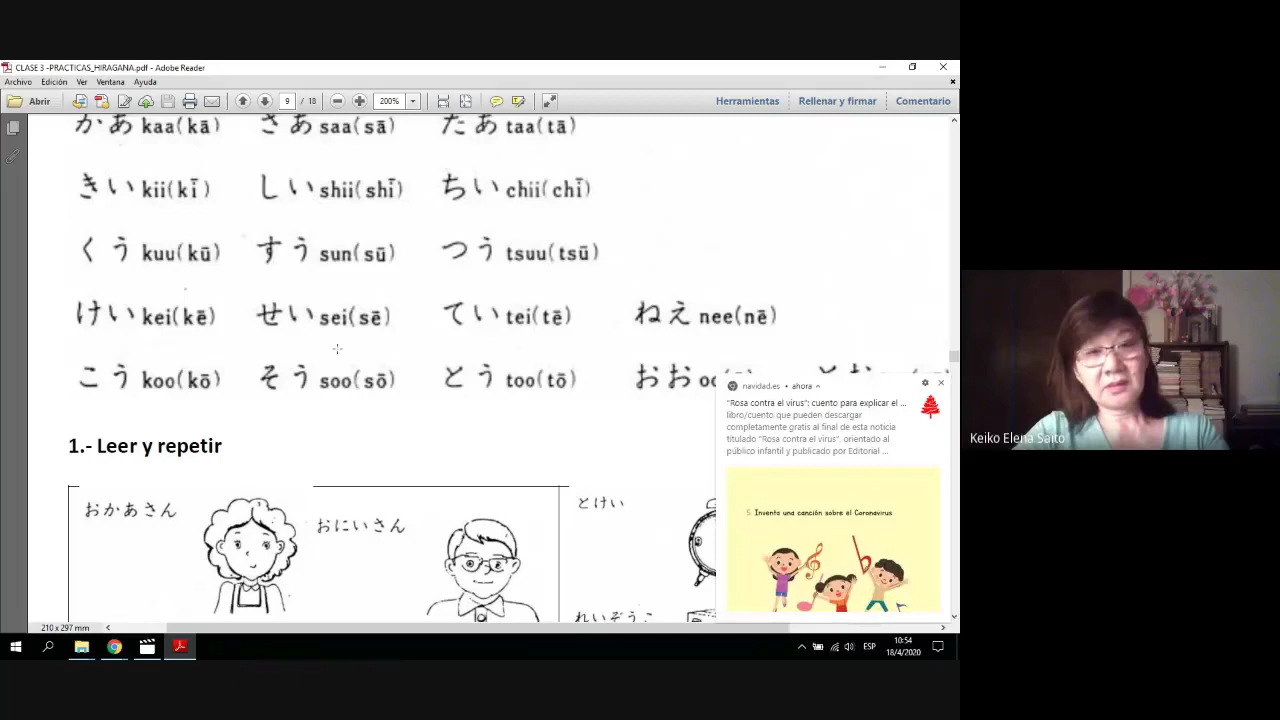 CLASE 3 -PRACTICAS_HIRAGANA.pdf - Adobe Reader
Archivo Edición Ver Ventana Ayuda
Abrir 9 / 18 200% Herramientas Rellenar y firmar Comentario
かあ kaa(kā) さあ saa(sā) たあ taa(tā)
きい kii(kī) しい shii(shī) ちい chii(chī)
くう kuu(kū) すう sun(sū) つう tsuu(tsū)
けい kei(kē) せい sei(sē) てい tei(tē) ねえ nee(nē)
こう koo(kō) そう soo(sō) とう too(tō) おお
1.- Leer y repetir
おかあさん
おにいさん
とけい
れいぞうこ
navidad.es • ahora
"Rosa contra el virus": cuento para explicar el ...
libro/cuento que pueden descargar
completamente gratis al final de esta noticia
titulado "Rosa contra el virus", orientado al
público infantil y publicado por Editorial ...
5. Inventa una canción sobre el Coronavirus
Keiko Elena Saito
210 x 297 mm
ESP
10:54
18/4/2020